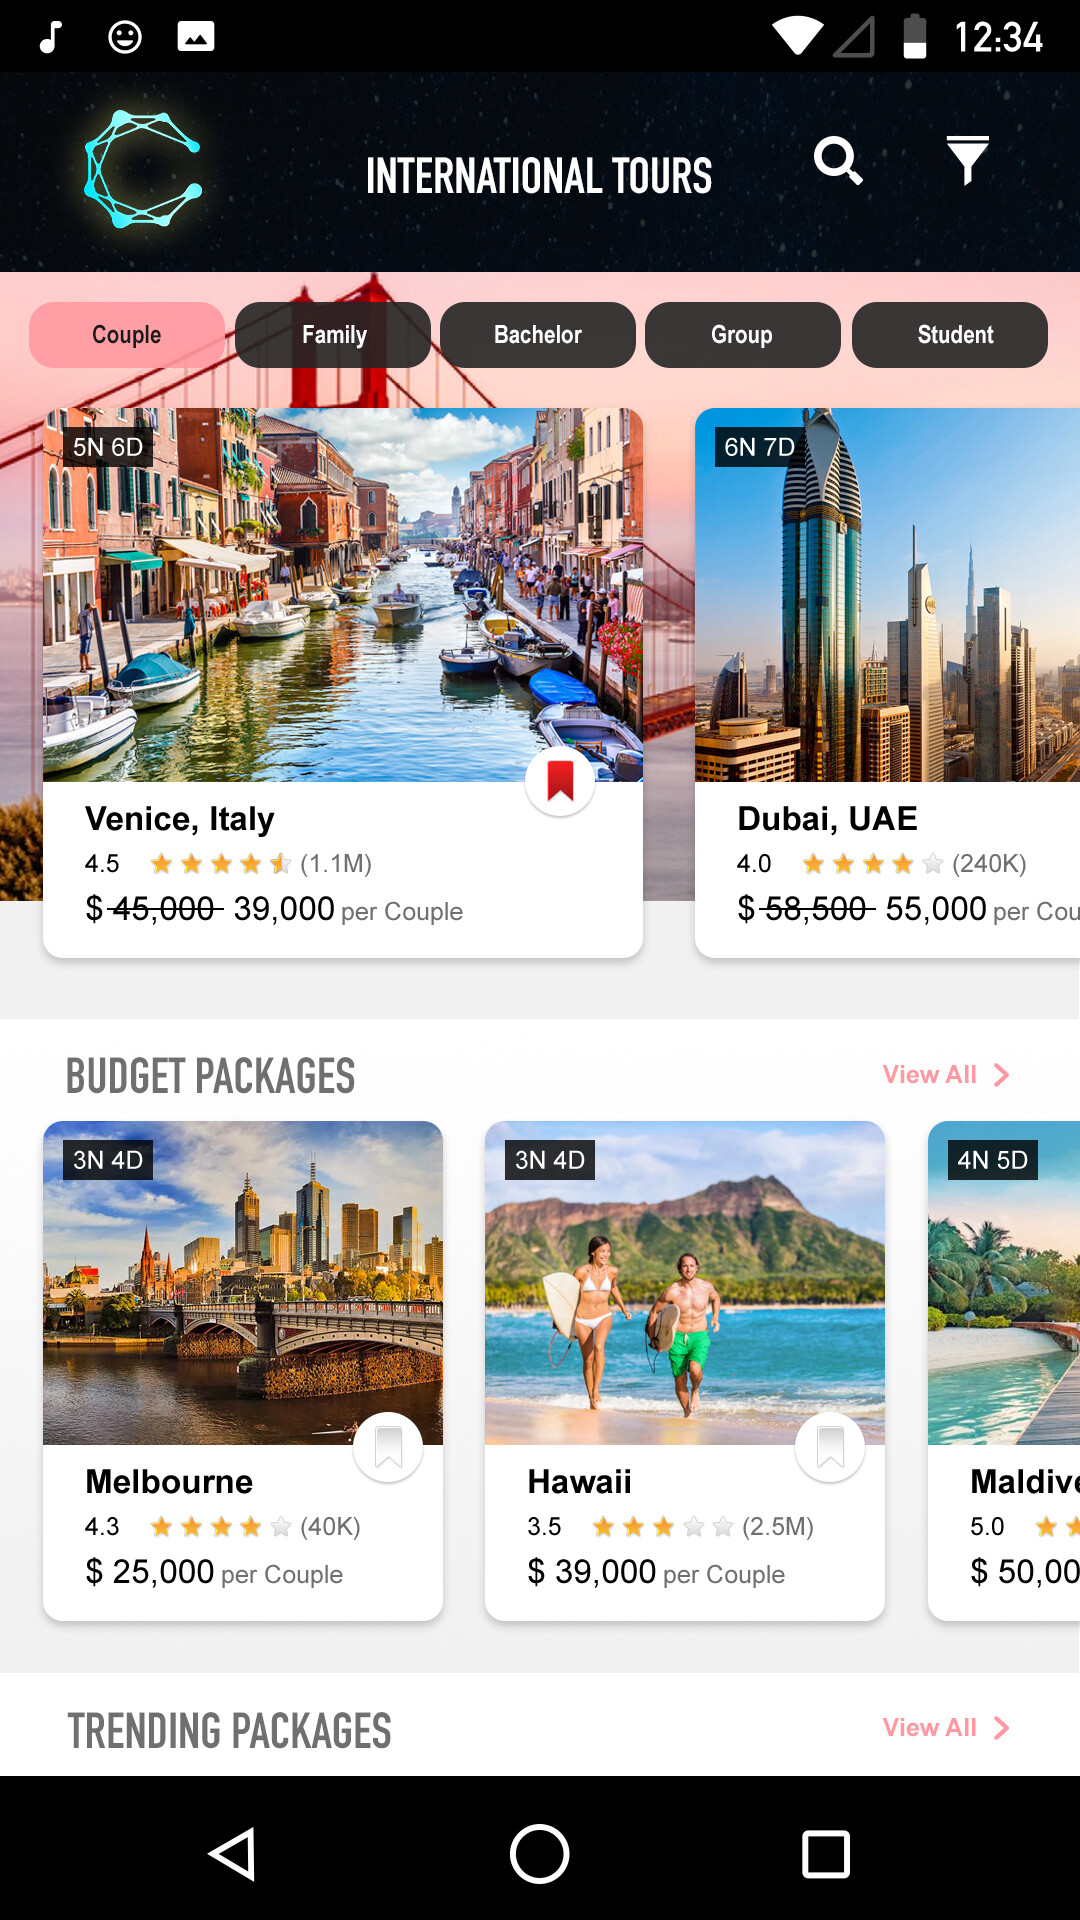 12:34
INTERNATIONAL TOURS
Couple
Family
Bachelor
Group
Student
5N 6D
6N 7D
Venice, Italy
4.5 (1.1M)
$ 45,000 39,000 per Couple
Dubai, UAE
4.0 (240K)
$ 58,500 55,000 per Cou
BUDGET PACKAGES
View All
3N 4D
3N 4D
4N 5D
Melbourne
4.3 (40K)
$ 25,000 per Couple
Hawaii
3.5 (2.5M)
$ 39,000 per Couple
Maldive
5.0
$ 50,00
TRENDING PACKAGES
View All